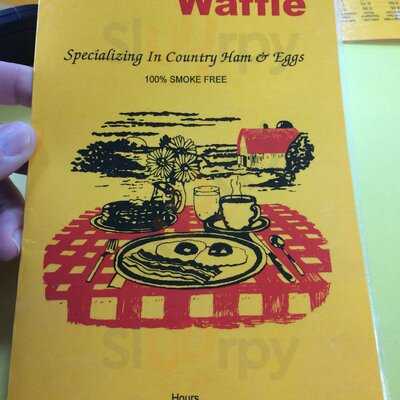 Waffle
Specializing In Country Ham & Eggs
100% SMOKE FREE
Hours